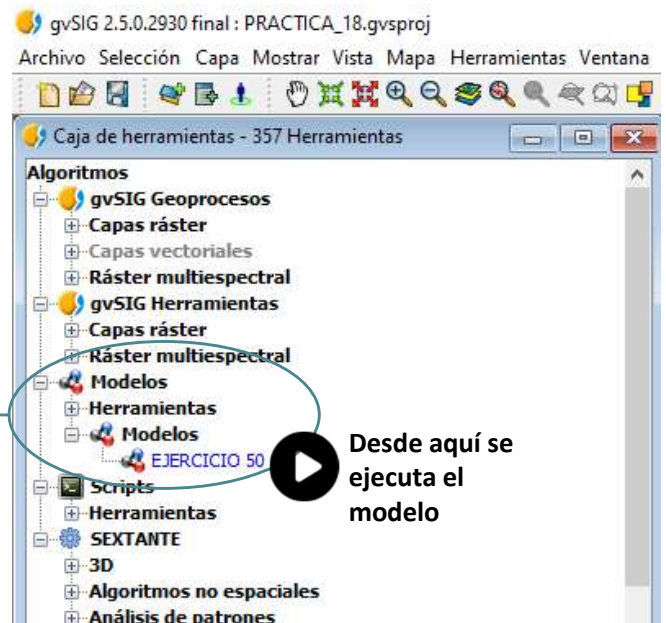 gvSIG 2.5.0.2930 final : PRACTICA_18.gvsproj
Archivo Selección Capa Mostrar Vista Mapa Herramientas Ventana
Caja de herramientas - 357 Herramientas
Algoritmos
gvSIG Geoprocesos
Capas ráster
Capas vectoriales
Ráster multiespectral
gvSIG Herramientas
Capas ráster
Ráster multiespectral
Modelos
Herramientas
Modelos
EJERCICIO 50
Desde aquí se
ejecuta el
modelo
Scripts
Herramientas
SEXTANTE
3D
Algoritmos no espaciales
Análisis de patrones